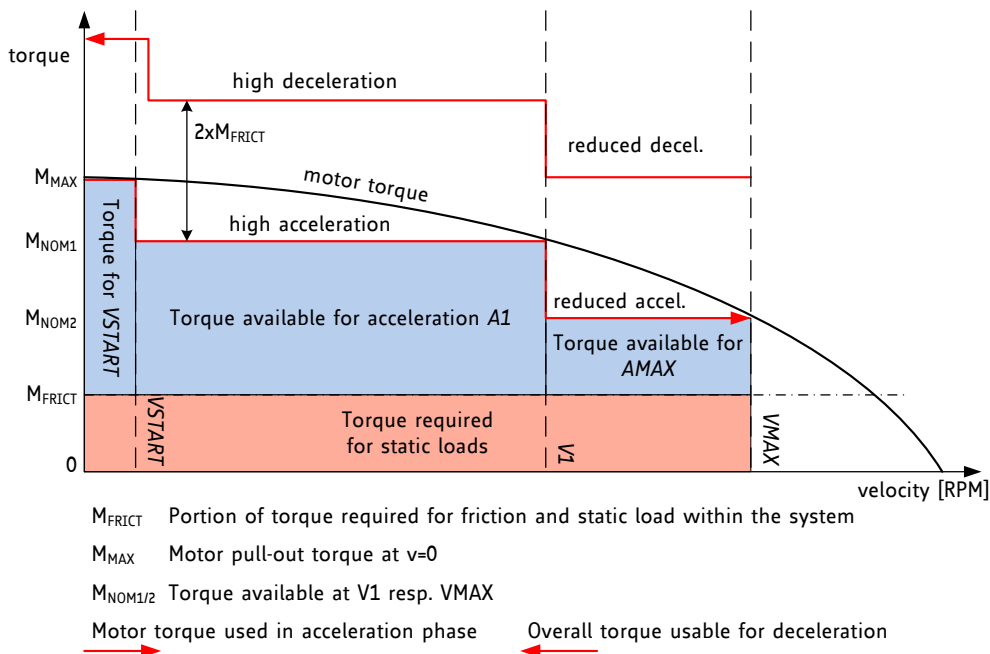 torque
high deceleration
2xMFRICT
reduced decel.
MMAX
motor torque
Torque for VSTART
high acceleration
MNOM1
reduced accel.
MNOM2
Torque available for acceleration A1
Torque available for
AMAX
MFRICT
VSTART
Torque required
for static loads
V1
VMAX
0
velocity [RPM]
MFRICT Portion of torque required for friction and static load within the system
MMAX Motor pull-out torque at v=0
MNOM1/2 Torque available at V1 resp. VMAX
Motor torque used in acceleration phase
Overall torque usable for deceleration